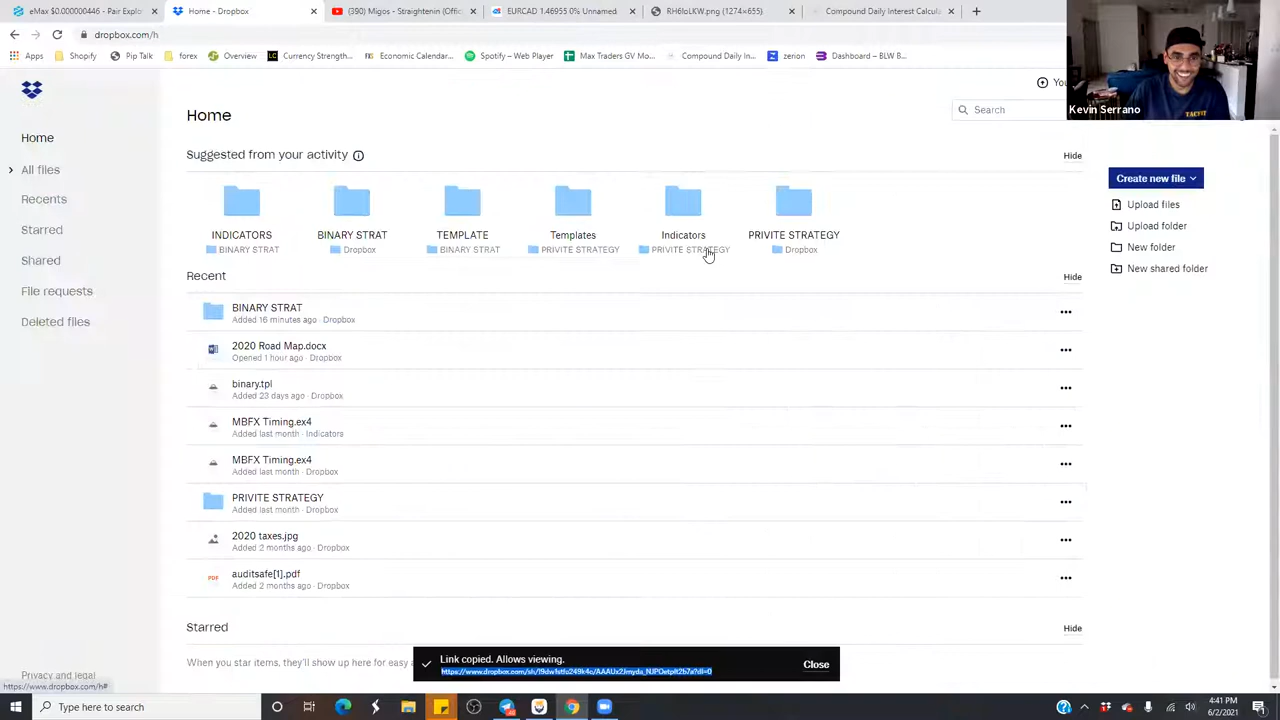 eMax $0.000000446 - Pair Explor
Home - Dropbox
(390) Migos - Straightenin (Offic
EURCAD 1.46955 0.0% Unnamed
RH6IoLKW.png (1274×655)
Compound Daily Interest Calcula
dropbox.com/h
Apps
Shopify
Pip Talk
forex
Overview
Currency Strength...
Economic Calendar...
Spotify – Web Player
Max Traders GV Mo...
Compound Daily In...
zerion
Dashboard – BLW B...
Kevin Serrano
Home
You
Search
Home
All files
Recents
Starred
Shared
File requests
Deleted files
Suggested from your activity
Hide
INDICATORS
BINARY STRAT
BINARY STRAT
Dropbox
TEMPLATE
BINARY STRAT
Templates
PRIVITE STRATEGY
Indicators
PRIVITE STRATEGY
PRIVITE STRATEGY
Dropbox
Create new file
Upload files
Upload folder
New folder
New shared folder
Recent
Hide
BINARY STRAT
Added 16 minutes ago · Dropbox
2020 Road Map.docx
Opened 1 hour ago · Dropbox
binary.tpl
Added 23 days ago · Dropbox
MBFX Timing.ex4
Added last month · Indicators
MBFX Timing.ex4
Added last month · Dropbox
PRIVITE STRATEGY
Added last month · Dropbox
2020 taxes.jpg
Added 2 months ago · Dropbox
PDF
auditsafe[1].pdf
Added 2 months ago · Dropbox
Starred
Hide
When you star items, they'll show up here for easy a
Link copied. Allows viewing.
Close
Privacy and legal
https://www.dropbox.com/h#
Type here to search
4:41 PM
6/2/2021